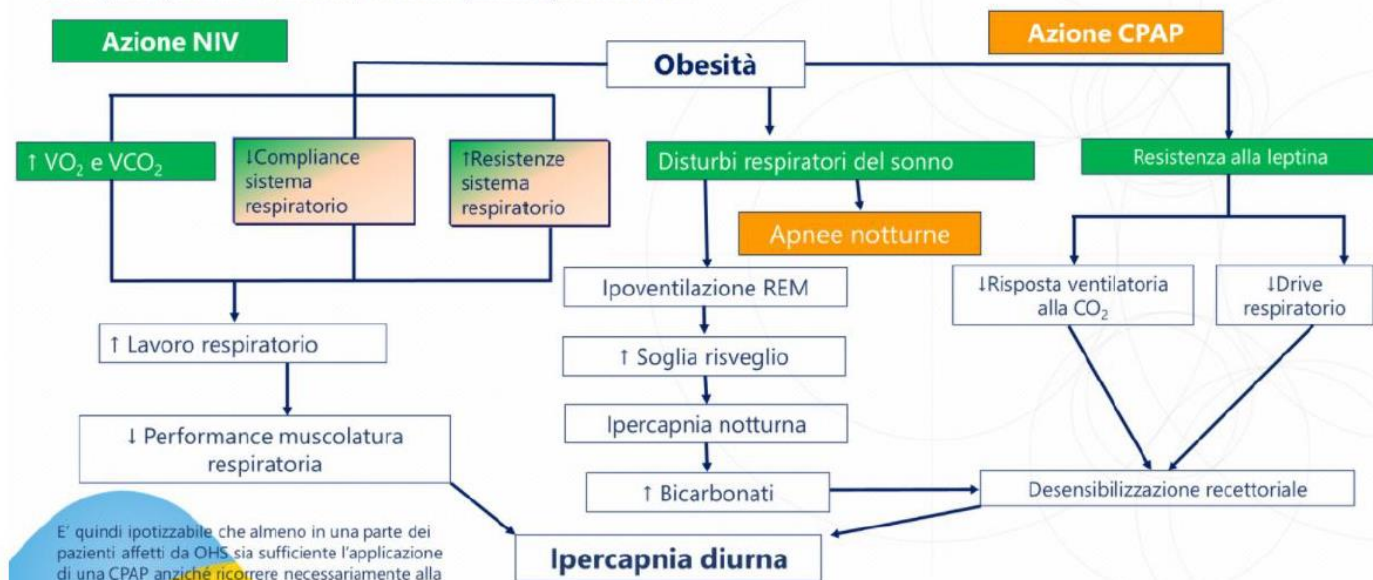 Azione NIV
Azione CPAP
Obesità
↑ VO₂ e VCO₂
↓Compliance
sistema
respiratorio
↑Resistenze
sistema
respiratorio
Disturbi respiratori del sonno
Resistenza alla leptina
Apnee notturne
Ipoventilazione REM
↓Risposta ventilatoria
alla CO₂
↓Drive
respiratorio
↑ Lavoro respiratorio
↑ Soglia risveglio
Ipercapnia notturna
↓ Performance muscolatura
respiratoria
↑ Bicarbonati
Desensibilizzazione recettoriale
E' quindi ipotizzabile che almeno in una parte dei
pazienti affetti da OHS sia sufficiente l'applicazione
di una CPAP anziché ricorrere necessariamente alla
Ipercapnia diurna